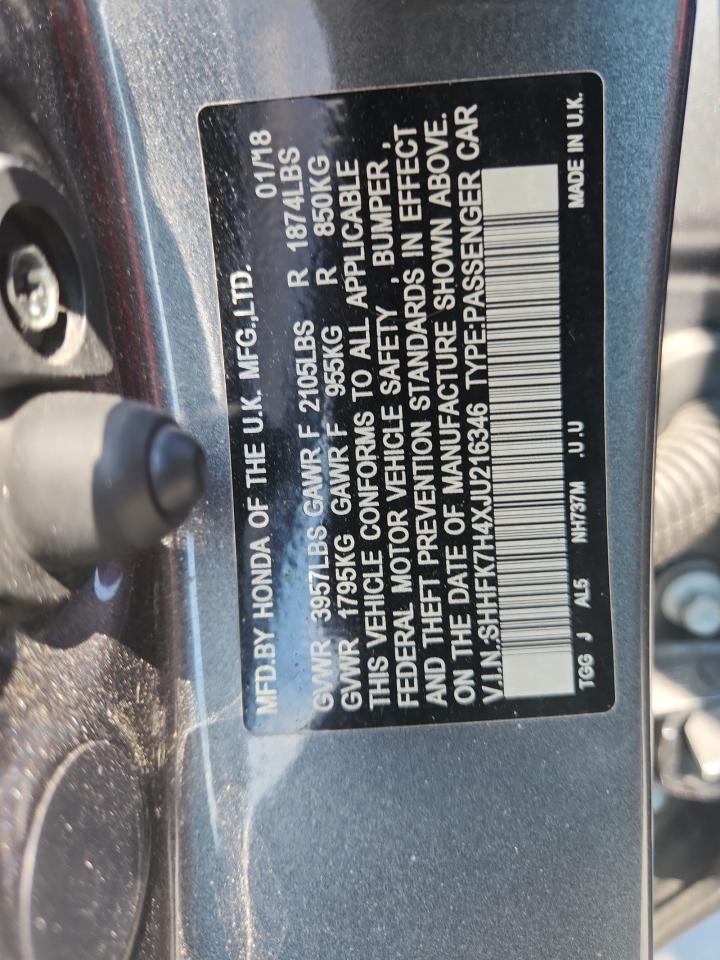 MFD.BY HONDA OF THE U.K. MFG.,LTD. 01/18
GVWR 3957LBS GAWR F 2105LBS R 1874LBS
GVWR 1795KG GAWR F 955KG R 850KG
THIS VEHICLE CONFORMS TO ALL APPLICABLE
FEDERAL MOTOR VEHICLE SAFETY , BUMPER ,
AND THEFT PREVENTION STANDARDS IN EFFECT
ON THE DATE OF MANUFACTURE SHOWN ABOVE.
V.I.N.:SHHFK7H4XJU216346 TYPE:PASSENGER CAR
TGG J AL5 NH737M .U.U MADE IN U.K.